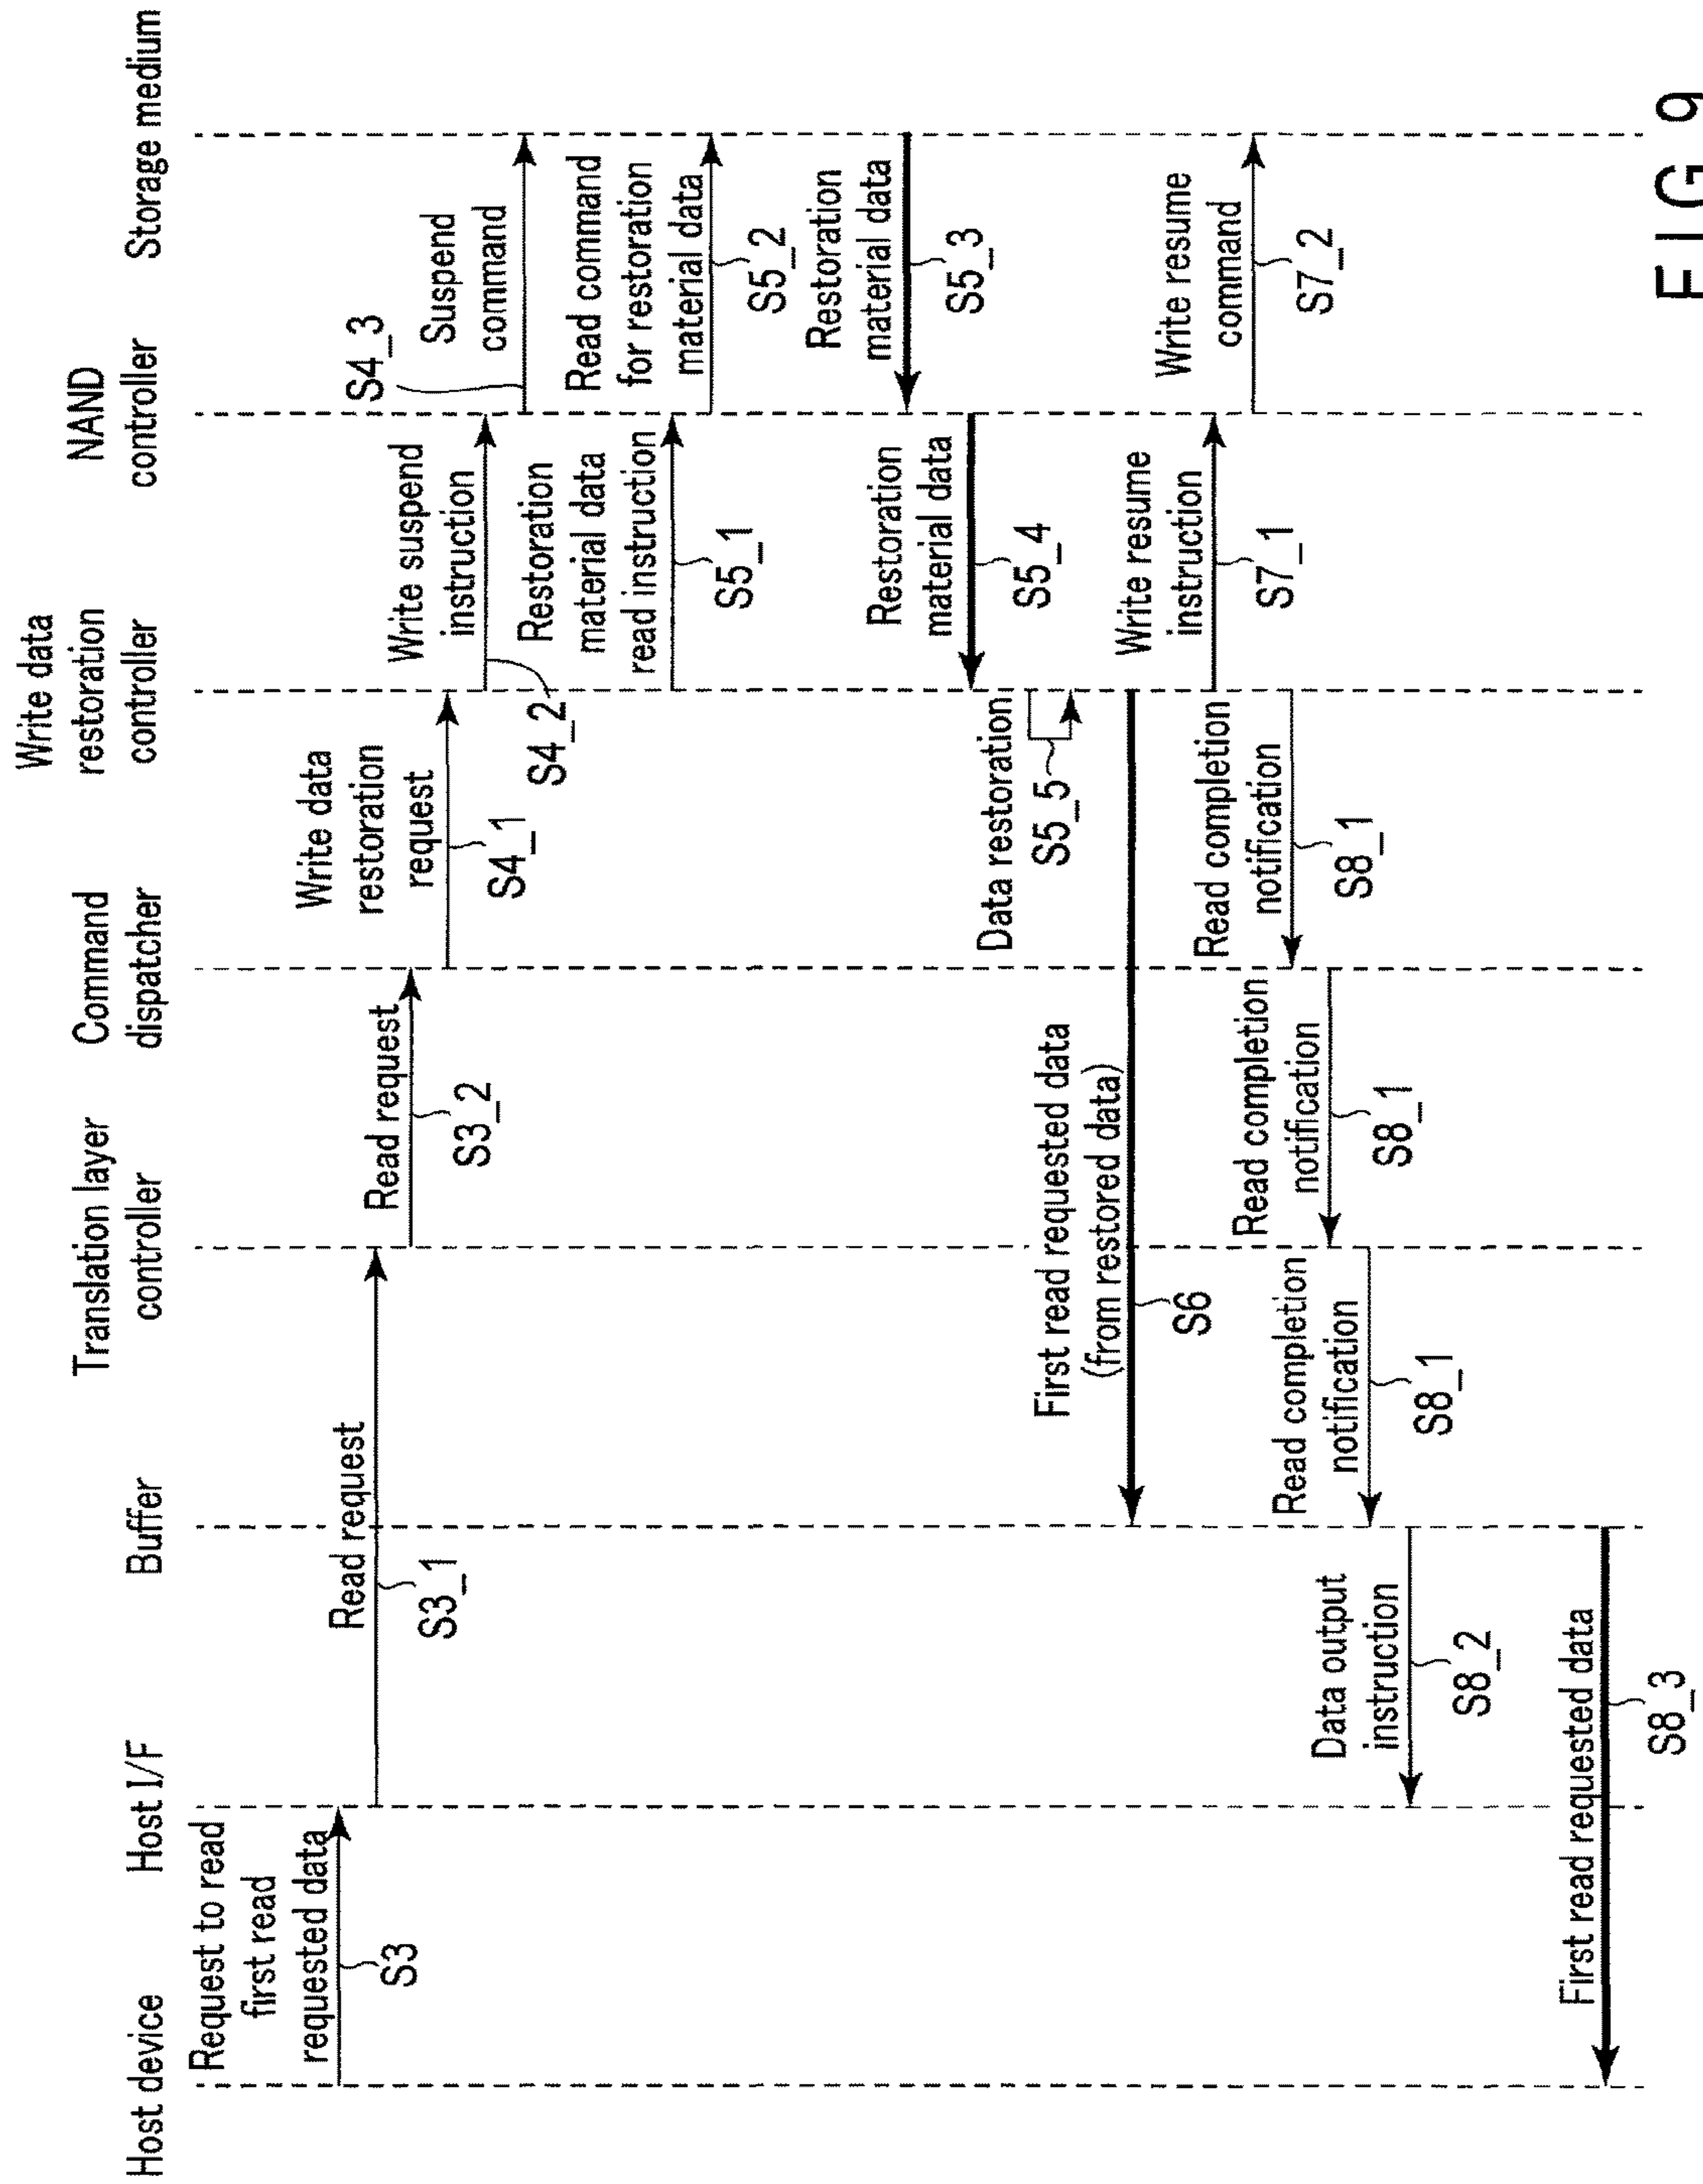 Host device
Host I/F
Buffer
Translation layer
controller
Command
dispatcher
Write data
restoration
controller
NAND
controller
Storage medium
Request to read
first read
requested data
S3
Read request
S3_1
Read request
S3_2
Write data
restoration
request
S4_1
Write suspend
instruction
S4_2
Suspend
command
S4_3
Restoration
material data
read instruction
S5_1
Read command
for restoration
material data
S5_2
Restoration
material data
S5_3
Restoration
material data
S5_4
Data restoration
S5_5
First read requested data
(from restored data)
S6
Write resume
instruction
S7_1
Write resume
command
S7_2
Read completion
notification
S8_1
Read completion
notification
S8_1
Read completion
notification
S8_1
Data output
instruction
S8_2
First read requested data
S8_3
FIG 9